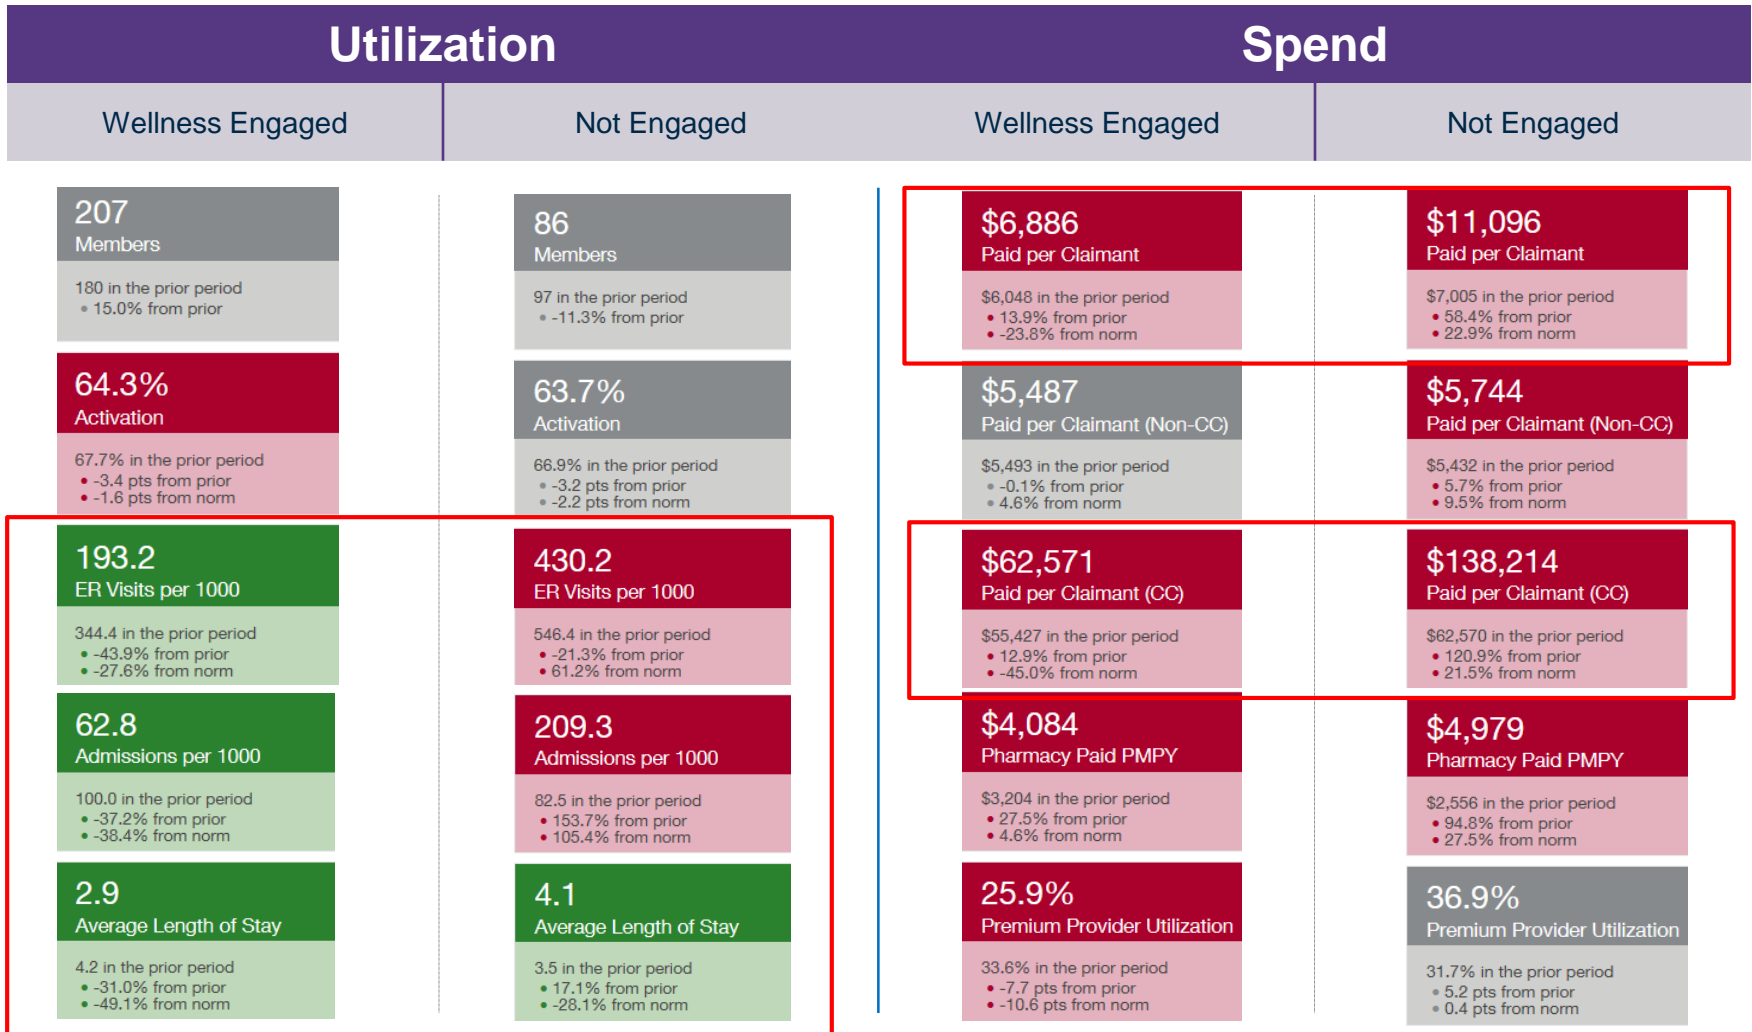 Utilization
Spend
Wellness Engaged
Not Engaged
Wellness Engaged
Not Engaged
207
Members
180 in the prior period
• 15.0% from prior
64.3%
Activation
67.7% in the prior period
• -3.4 pts from prior
• -1.6 pts from norm
193.2
ER Visits per 1000
344.4 in the prior period
• -43.9% from prior
• -27.6% from norm
62.8
Admissions per 1000
100.0 in the prior period
• -37.2% from prior
• -38.4% from norm
2.9
Average Length of Stay
4.2 in the prior period
• -31.0% from prior
• -49.1% from norm
86
Members
97 in the prior period
• -11.3% from prior
63.7%
Activation
66.9% in the prior period
• -3.2 pts from prior
• -2.2 pts from norm
430.2
ER Visits per 1000
546.4 in the prior period
• -21.3% from prior
• 61.2% from norm
209.3
Admissions per 1000
82.5 in the prior period
• 153.7% from prior
• 105.4% from norm
4.1
Average Length of Stay
3.5 in the prior period
• 17.1% from prior
• -28.1% from norm
$6,886
Paid per Claimant
$6,048 in the prior period
• 13.9% from prior
• -23.8% from norm
$5,487
Paid per Claimant (Non-CC)
$5,493 in the prior period
• -0.1% from prior
• 4.6% from norm
$62,571
Paid per Claimant (CC)
$55,427 in the prior period
• 12.9% from prior
• -45.0% from norm
$4,084
Pharmacy Paid PMPY
$3,204 in the prior period
• 27.5% from prior
• 4.6% from norm
25.9%
Premium Provider Utilization
33.6% in the prior period
• -7.7 pts from prior
• -10.6 pts from norm
$11,096
Paid per Claimant
$7,005 in the prior period
• 58.4% from prior
• 22.9% from norm
$5,744
Paid per Claimant (Non-CC)
$5,432 in the prior period
• 5.7% from prior
• 9.5% from norm
$138,214
Paid per Claimant (CC)
$62,570 in the prior period
• 120.9% from prior
• 21.5% from norm
$4,979
Pharmacy Paid PMPY
$2,556 in the prior period
• 94.8% from prior
• 27.5% from norm
36.9%
Premium Provider Utilization
31.7% in the prior period
• 5.2 pts from prior
• 0.4 pts from norm